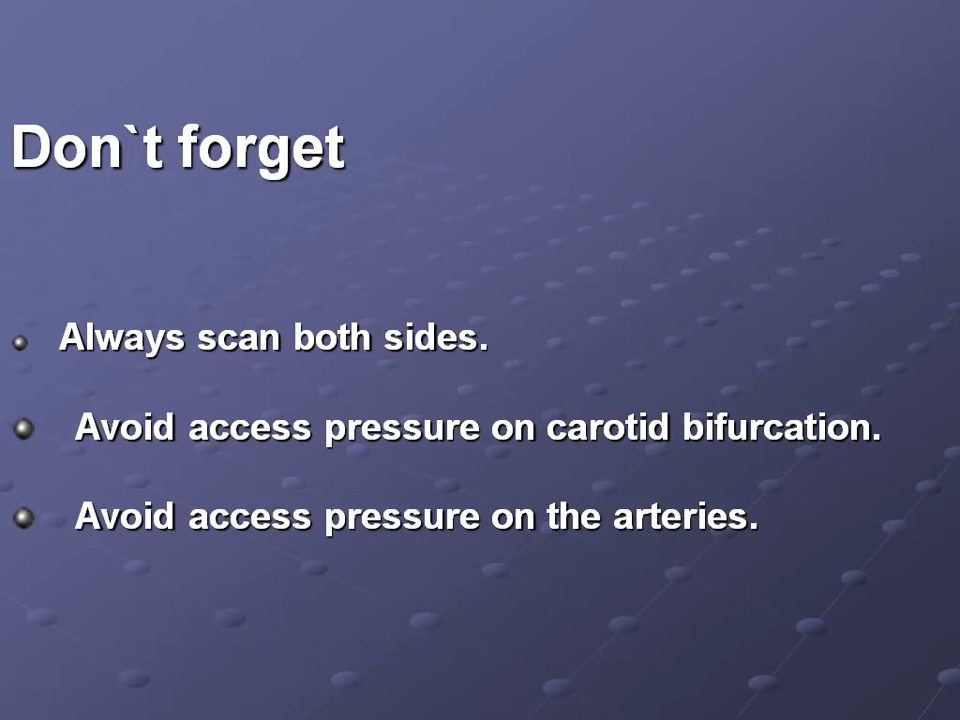 Don`t forget
Always scan both sides.
Avoid access pressure on carotid bifurcation.
Avoid access pressure on the arteries.